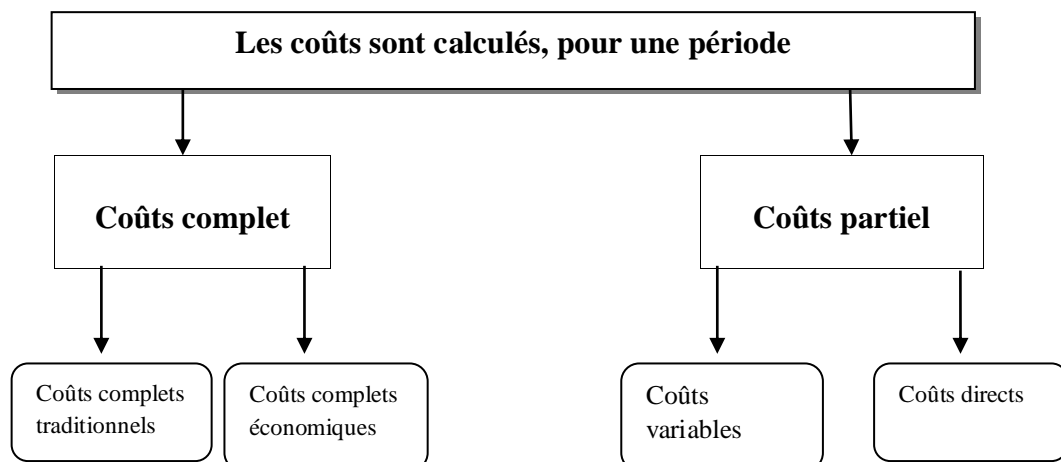 Les coûts sont calculés, pour une période
Coûts complet
Coûts partiel
Coûts complets
traditionnels
Coûts complets
économiques
Coûts
variables
Coûts directs